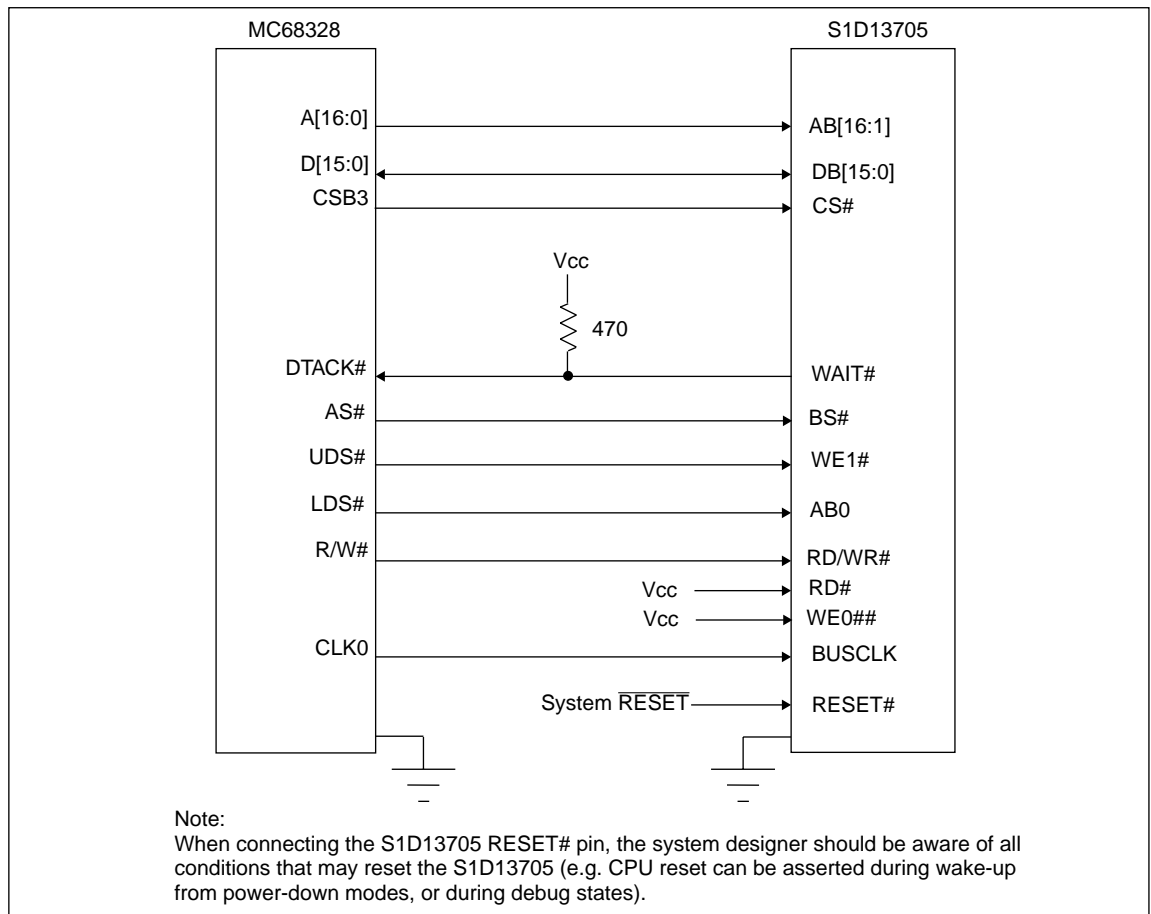 MC68328 S1D13705
A[16:0] AB[16:1]
D[15:0] DB[15:0]
CSB3 CS#
Vcc
470
DTACK# WAIT#
AS# BS#
UDS# WE1#
LDS# AB0
R/W# RD/WR#
Vcc RD#
Vcc WE0##
CLK0 BUSCLK
System RESET RESET#
Note:
When connecting the S1D13705 RESET# pin, the system designer should be aware of all
conditions that may reset the S1D13705 (e.g. CPU reset can be asserted during wake-up
from power-down modes, or during debug states).